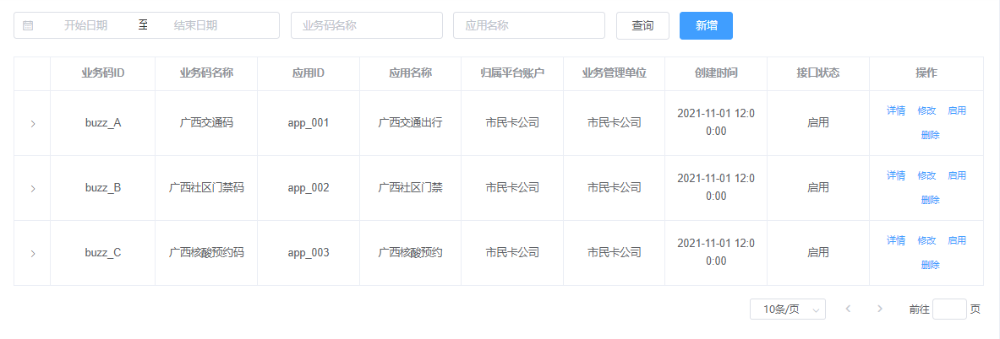 开始日期 至 结束日期 业务码名称 应用名称 查询 新增
业务码ID 业务码名称 应用ID 应用名称 归属平台账户 业务管理单位 创建时间 接口状态 操作
buzz_A 广西交通码 app_001 广西交通出行 市民卡公司 市民卡公司 2021-11-01 12:0
0:00 启用 详情 修改 启用
删除
buzz_B 广西社区门禁码 app_002 广西社区门禁 市民卡公司 市民卡公司 2021-11-01 12:0
0:00 启用 详情 修改 启用
删除
buzz_C 广西核酸预约码 app_003 广西核酸预约 市民卡公司 市民卡公司 2021-11-01 12:0
0:00 启用 详情 修改 启用
删除
10条/页 前往 页